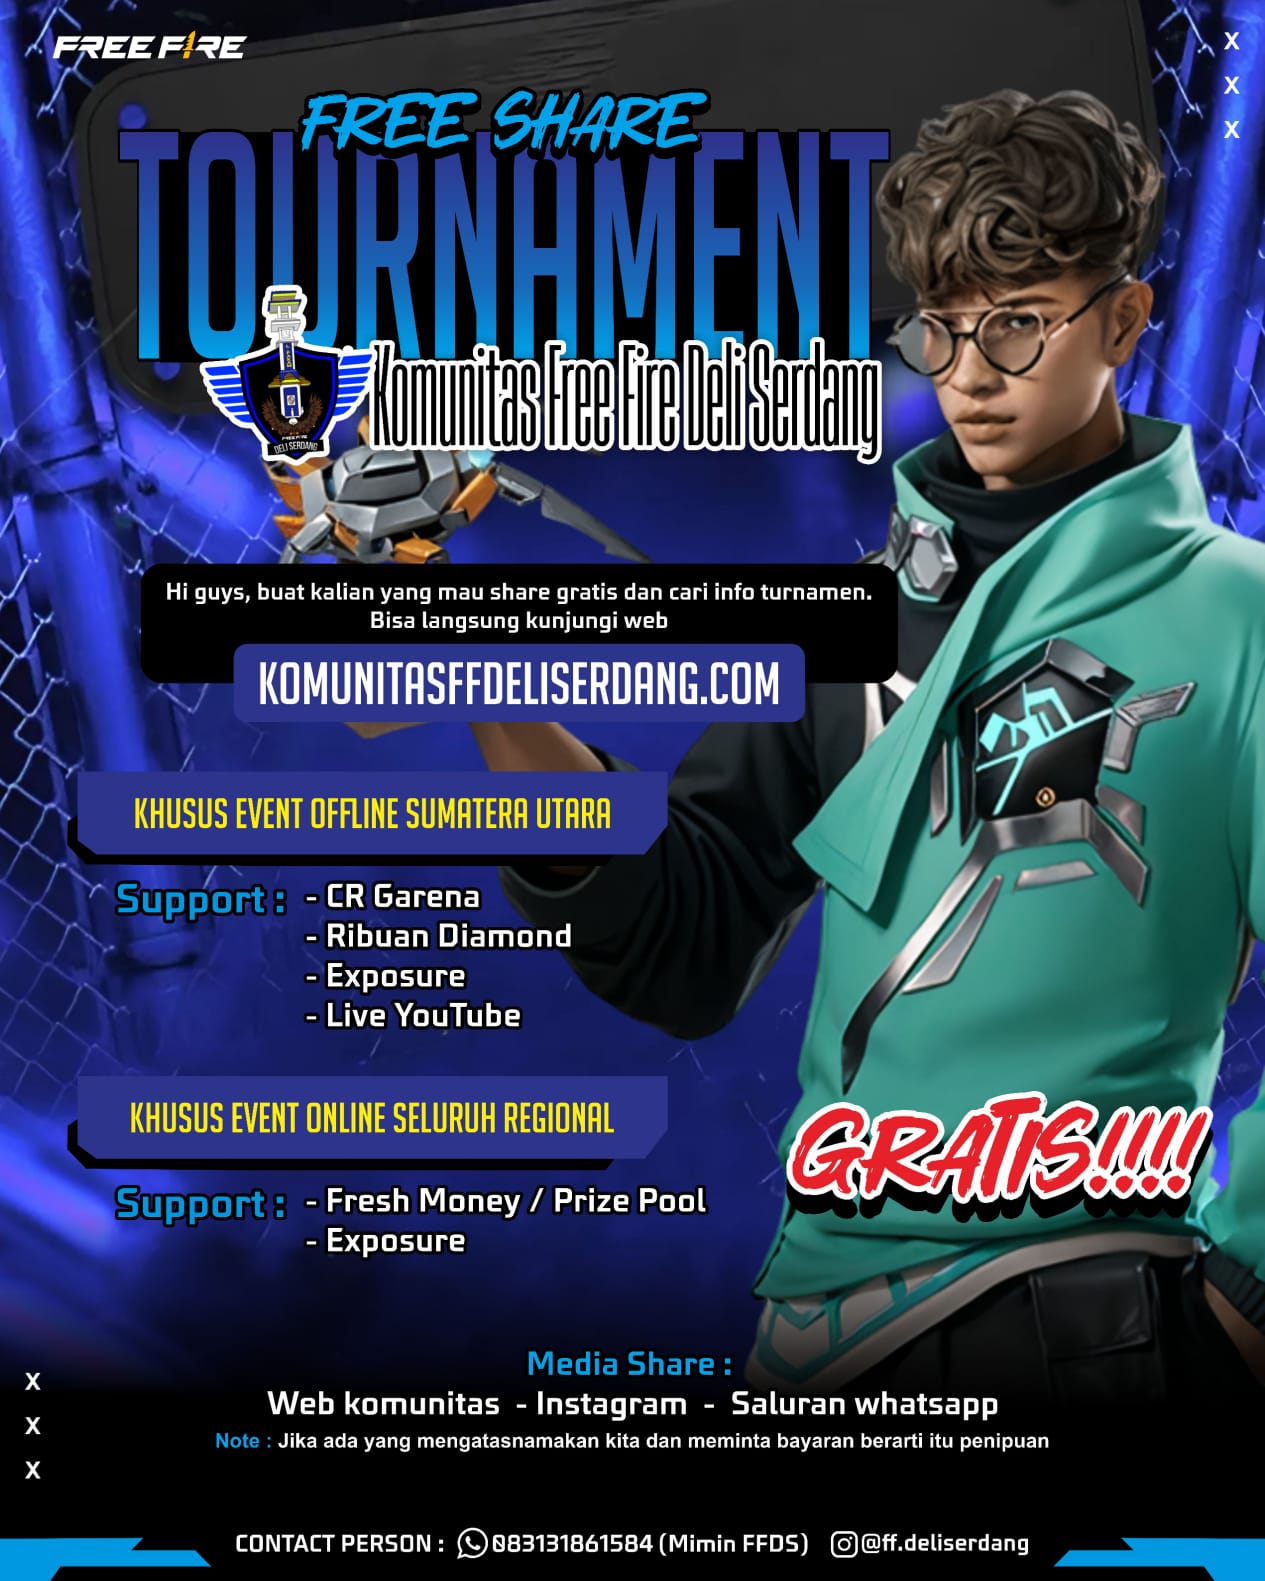 FREE FIRE
X
X
X
FREE SHARE
TOURNAMENT
FREE FIRE
DELI SERDANG
Komunitas Free Fire Deli Serdang
Hi guys, buat kalian yang mau share gratis dan cari info turnamen.
Bisa langsung kunjungi web
KOMUNITASFFDELISERDANG.COM
KHUSUS EVENT OFFLINE SUMATERA UTARA
Support : - CR Garena
- Ribuan Diamond
- Exposure
- Live YouTube
KHUSUS EVENT ONLINE SELURUH REGIONAL
GRATIS!!!!
Support : - Fresh Money / Prize Pool
- Exposure
Media Share :
Web komunitas - Instagram - Saluran whatsapp
Note : Jika ada yang mengatasnamakan kita dan meminta bayaran berarti itu penipuan
X
X
X
CONTACT PERSON : 083131861584 (Mimin FFDS) @ff.deliserdang